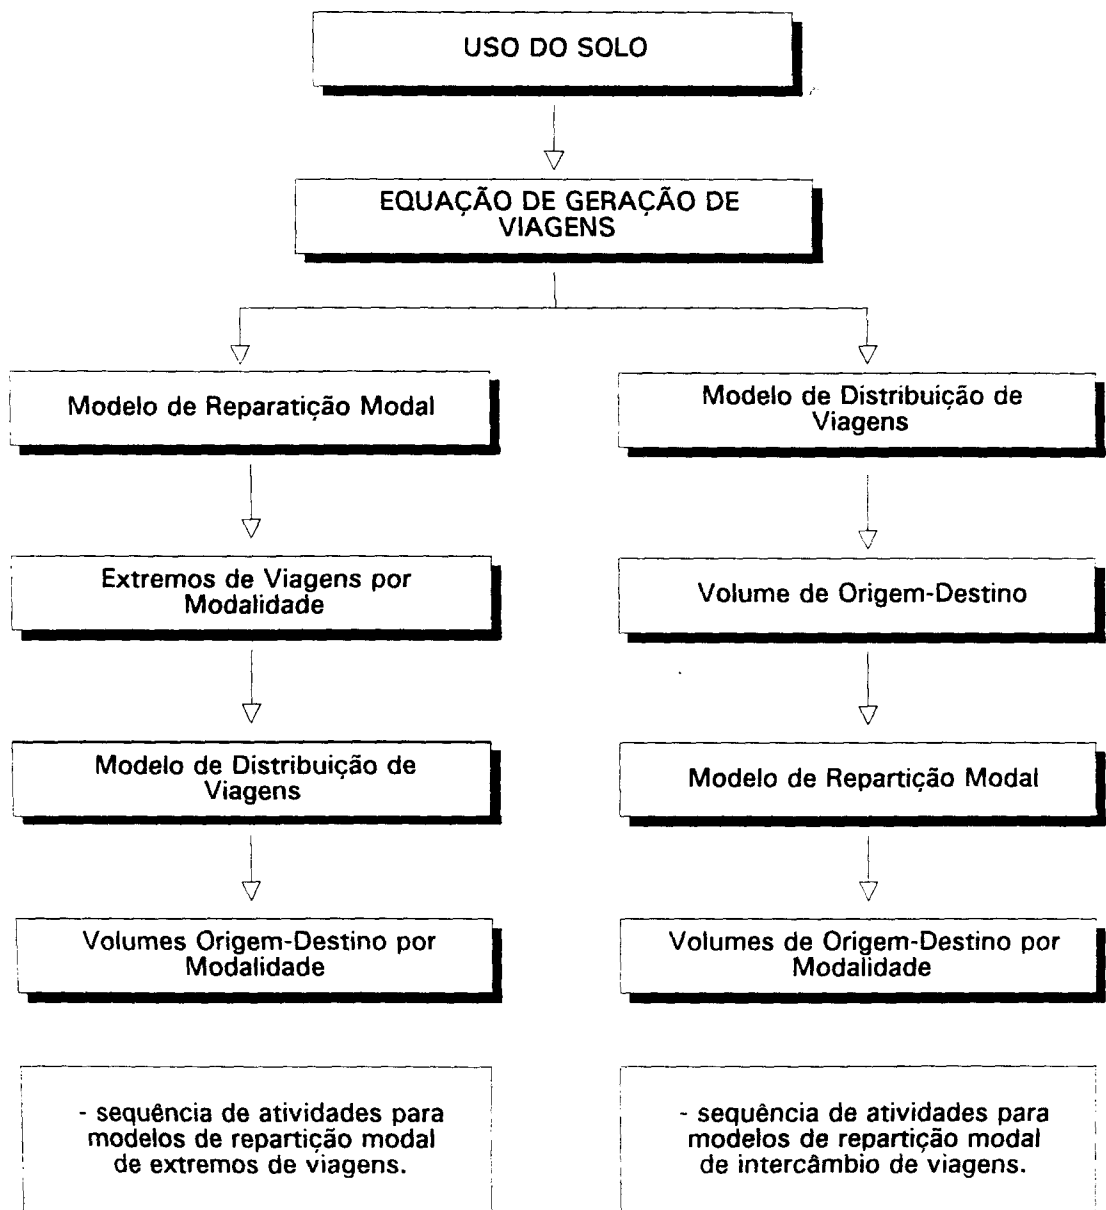 USO DO SOLO
EQUAÇÃO DE GERAÇÃO DE
VIAGENS
Modelo de Reparatição Modal
Extremos de Viagens por
Modalidade
Modelo de Distribuição de
Viagens
Volumes Origem-Destino por
Modalidade
- sequência de atividades para
modelos de repartição modal
de extremos de viagens.
Modelo de Distribuição de
Viagens
Volume de Origem-Destino
Modelo de Repartição Modal
Volumes de Origem-Destino por
Modalidade
- sequência de atividades para
modelos de repartição modal
de intercâmbio de viagens.